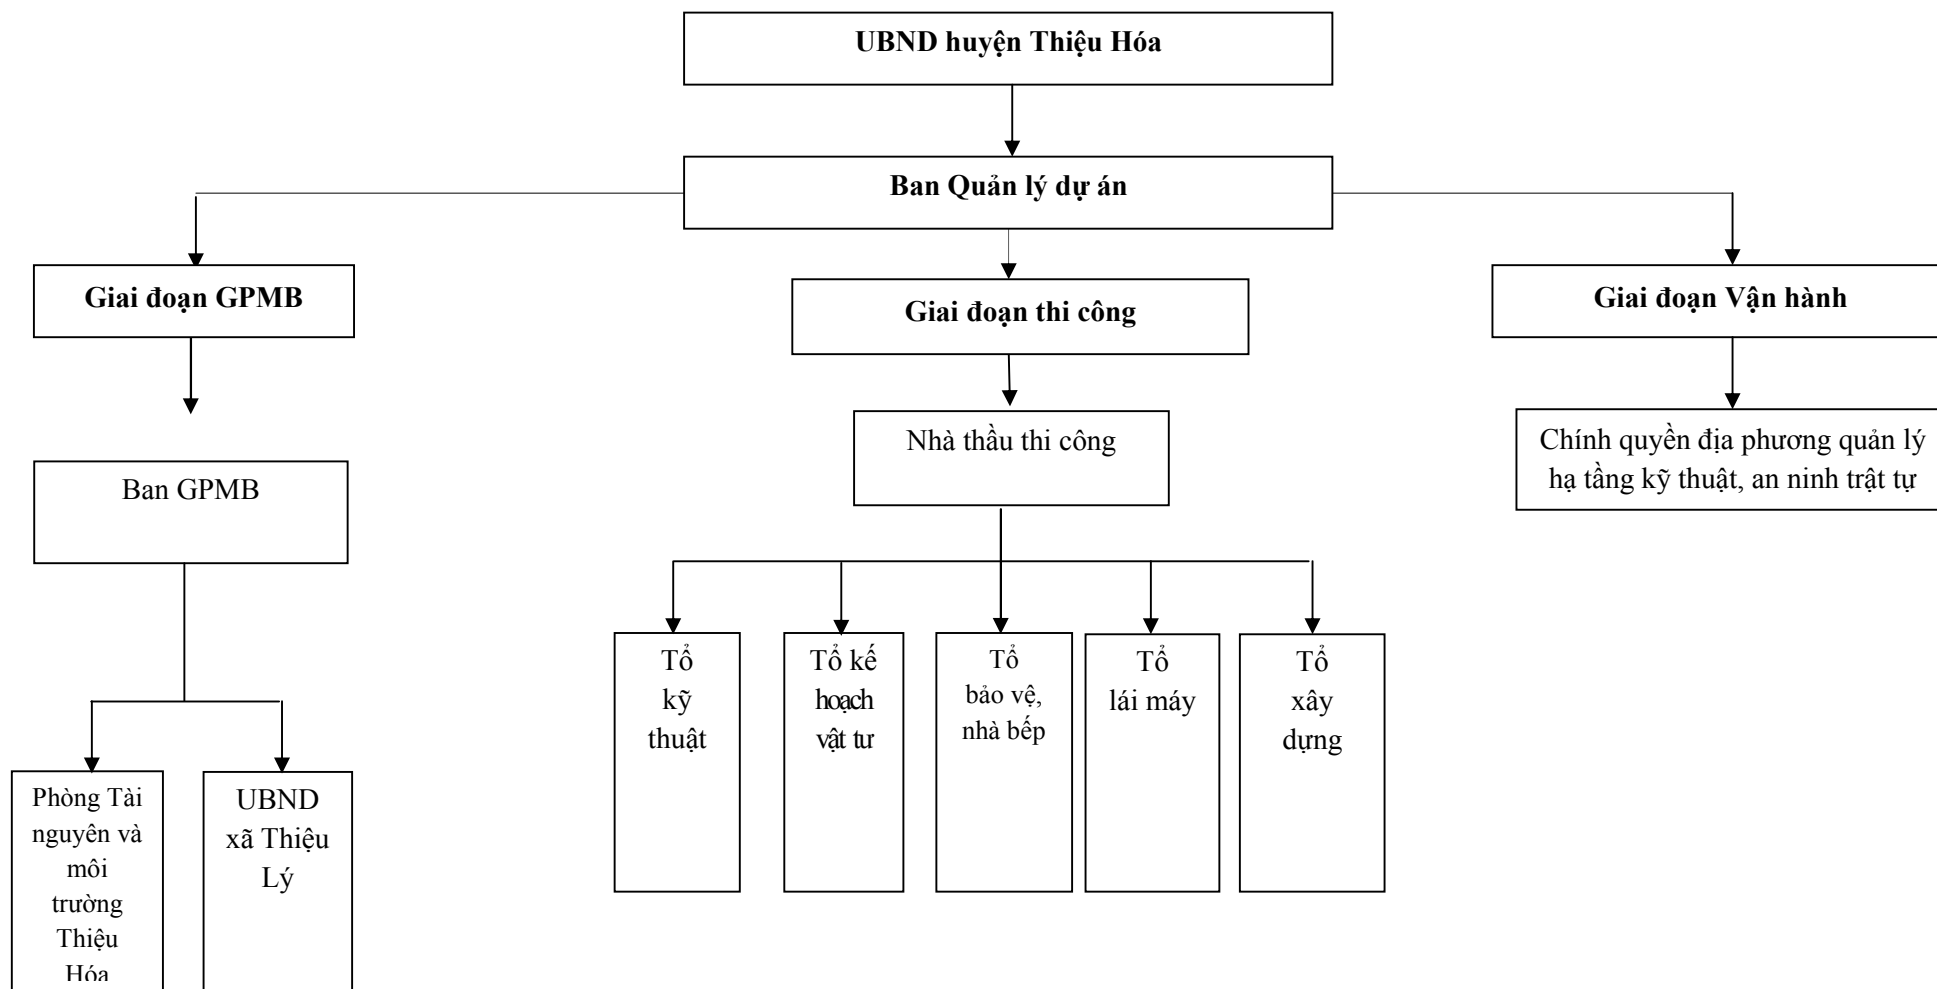 UBND huyện Thiệu Hóa
Ban Quản lý dự án
Giai đoạn GPMB
Giai đoạn thi công
Giai đoạn Vận hành
Ban GPMB
Nhà thầu thi công
Chính quyền địa phương quản lý
hạ tầng kỹ thuật, an ninh trật tự
Tổ
kỹ
thuật
Tổ kế
hoạch
vật tư
Tổ
bảo vệ,
nhà bếp
Tổ
lái máy
Tổ
xây
dựng
Phòng Tài
nguyên và
môi
trường
Thiệu
Hóa
UBND
xã Thiệu
Lý